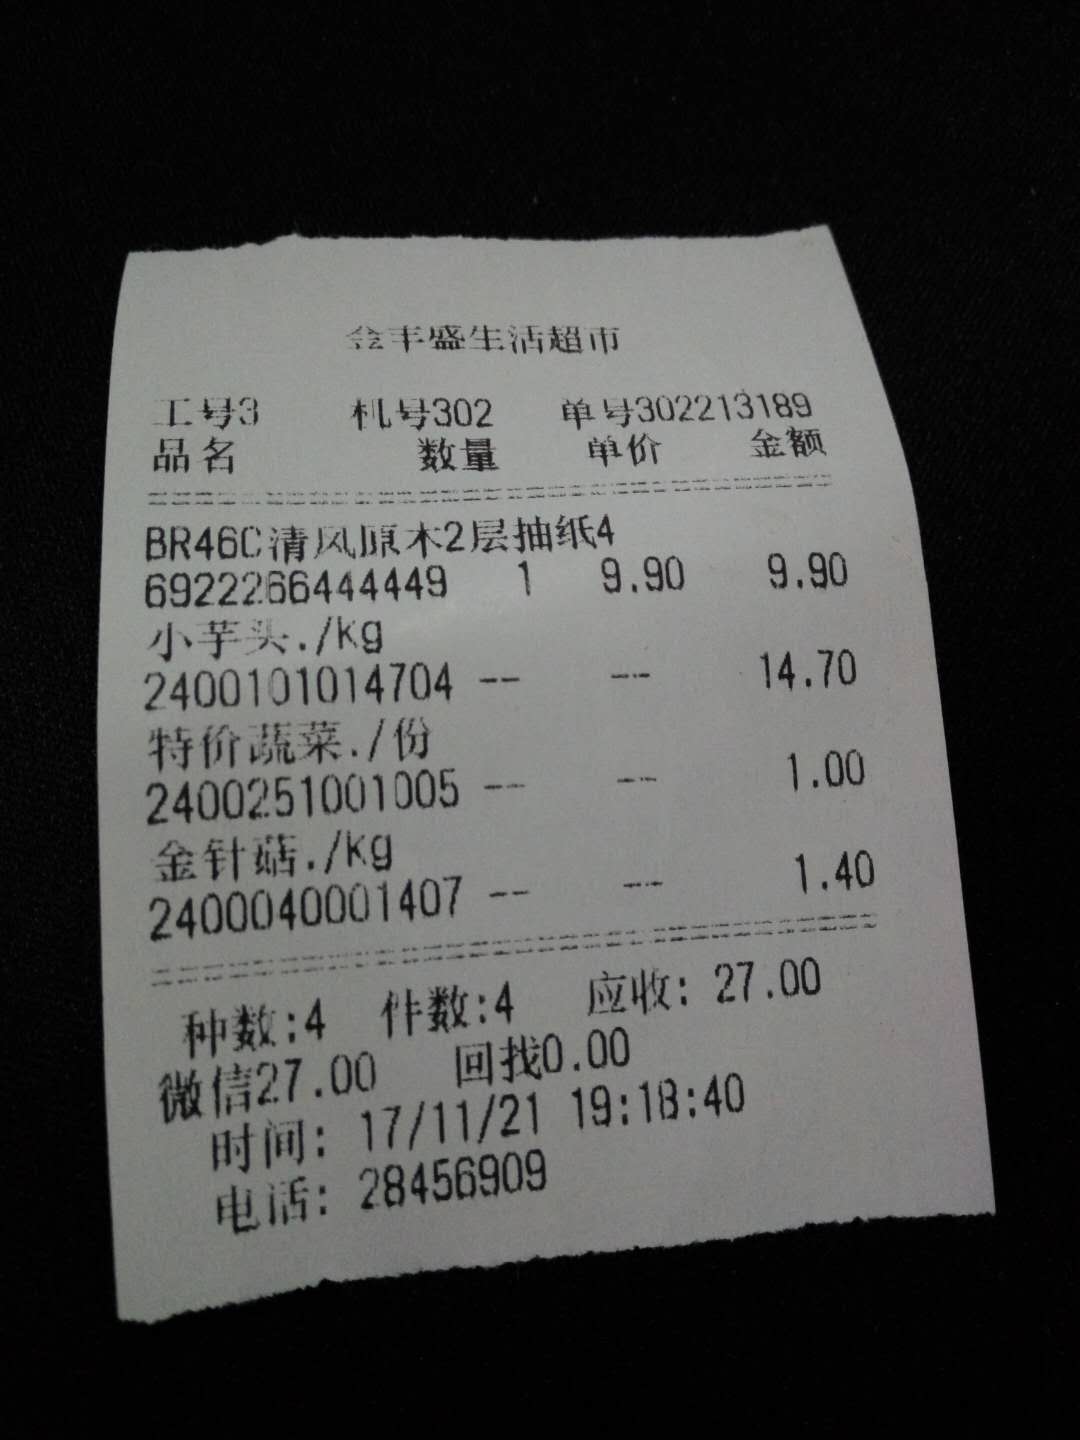 会丰盛生活超市
工号3 机号302 单号302213189
品名 数量 单价 金额
BR46C清风原木2层抽纸4
6922266444449 1 9.90 9.90
小芋头./kg
2400101014704 -- -- 14.70
特价蔬菜./份
2400251001005 -- -- 1.00
金针菇./kg
2400040001407 -- -- 1.40
种数:4 件数:4 应收: 27.00
微信27.00 回找0.00
时间: 17/11/21 19:18:40
电话: 28456909